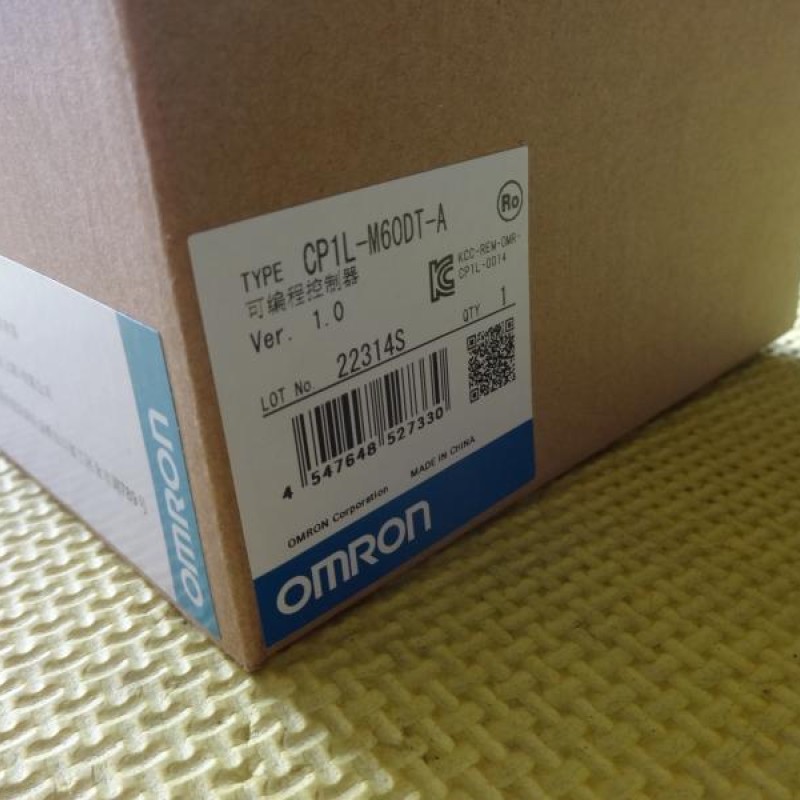 TYPE CP1L-M60DT-A
Ro
可编程控制器
KCC-REM-OMR-
CP1L-0014
Ver. 1.0
LOT No. 22314S
QTY 1
4 547648 527330
OMRON Corporation MADE IN CHINA
OMRON
OMRON